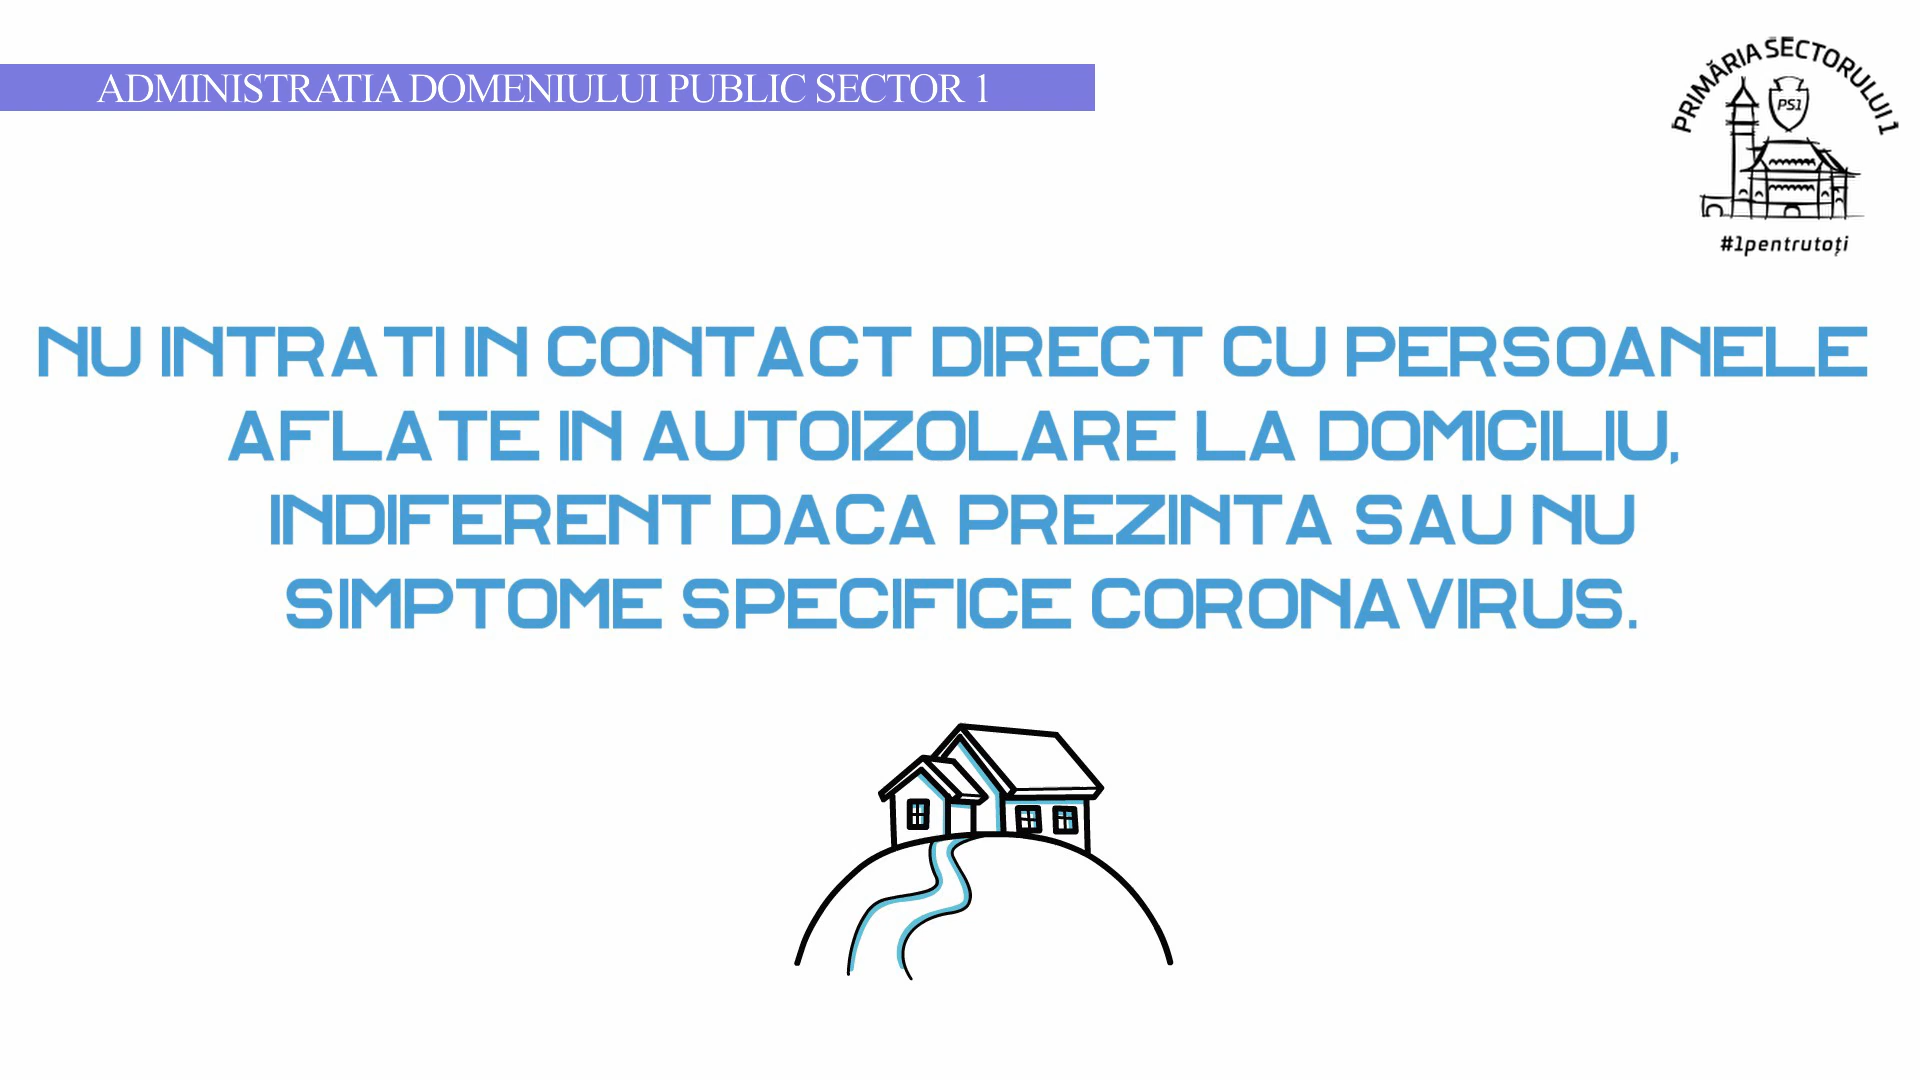 ADMINISTRATIA DOMENIULUI PUBLIC SECTOR 1
PRIMĂRIA SECTORULUI 1
PS1
#1pentrutoți
NU INTRATI IN CONTACT DIRECT CU PERSOANELE
AFLATE IN AUTOIZOLARE LA DOMICILIU,
INDIFERENT DACA PREZINTA SAU NU
SIMPTOME SPECIFICE CORONAVIRUS.